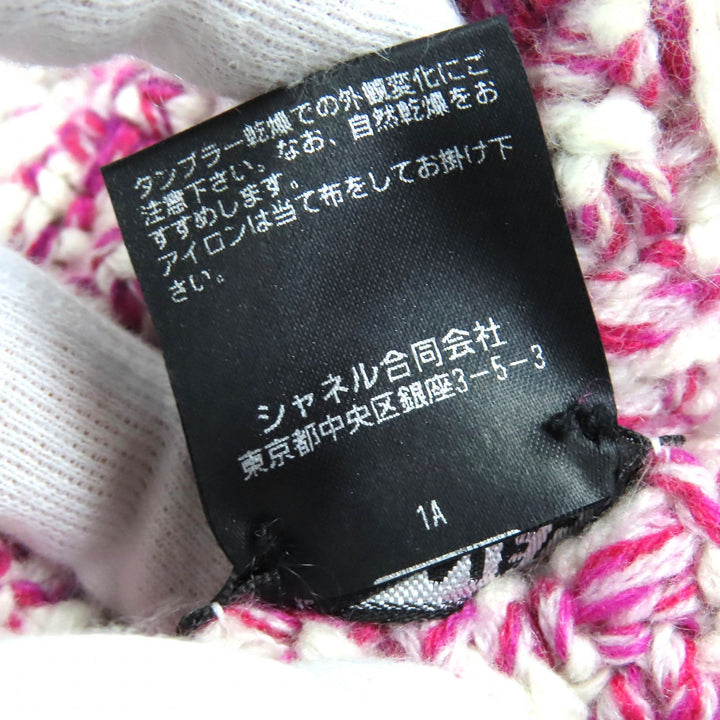 タンブラー乾燥での外観変化にご
注意下さい。なお、自然乾燥をお
すすめします。
アイロンは当て布をしてお掛け下
さい。
シャネル合同会社
東京都中央区銀座3-5-3
1A